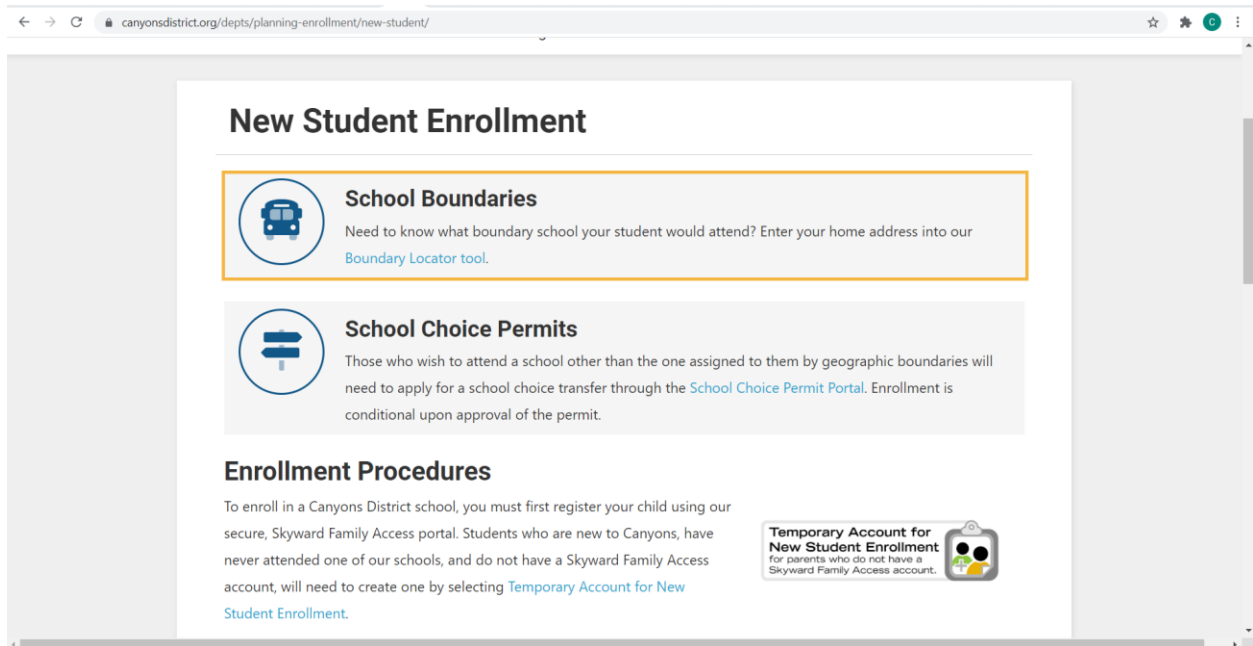 canyonsdistrict.org/depts/planning-enrollment/new-student/
C
New Student Enrollment
School Boundaries
Need to know what boundary school your student would attend? Enter your home address into our
Boundary Locator tool.
School Choice Permits
Those who wish to attend a school other than the one assigned to them by geographic boundaries will
need to apply for a school choice transfer through the School Choice Permit Portal. Enrollment is
conditional upon approval of the permit.
Enrollment Procedures
To enroll in a Canyons District school, you must first register your child using our
secure, Skyward Family Access portal. Students who are new to Canyons, have
never attended one of our schools, and do not have a Skyward Family Access
account, will need to create one by selecting Temporary Account for New
Student Enrollment.
Temporary Account for
New Student Enrollment
for parents who do not have a
Skyward Family Access account.